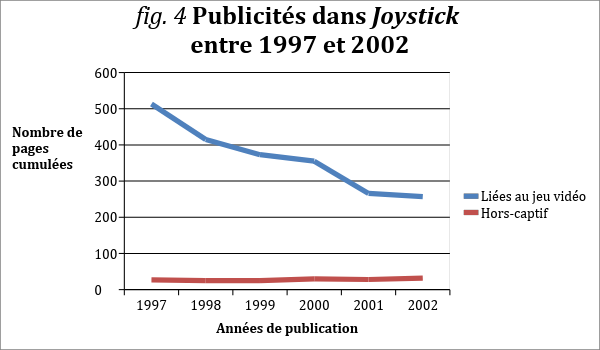 fig. 4 Publicités dans Joystick
entre 1997 et 2002
Nombre de
pages
cumulées
600
500
400
300
200
100
0
1997 1998 1999 2000 2001 2002
Années de publication
Liées au jeu vidéo
Hors-captif